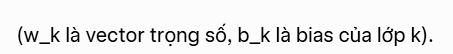 (w_k là vector trọng số, b_k là bias của lớp k).